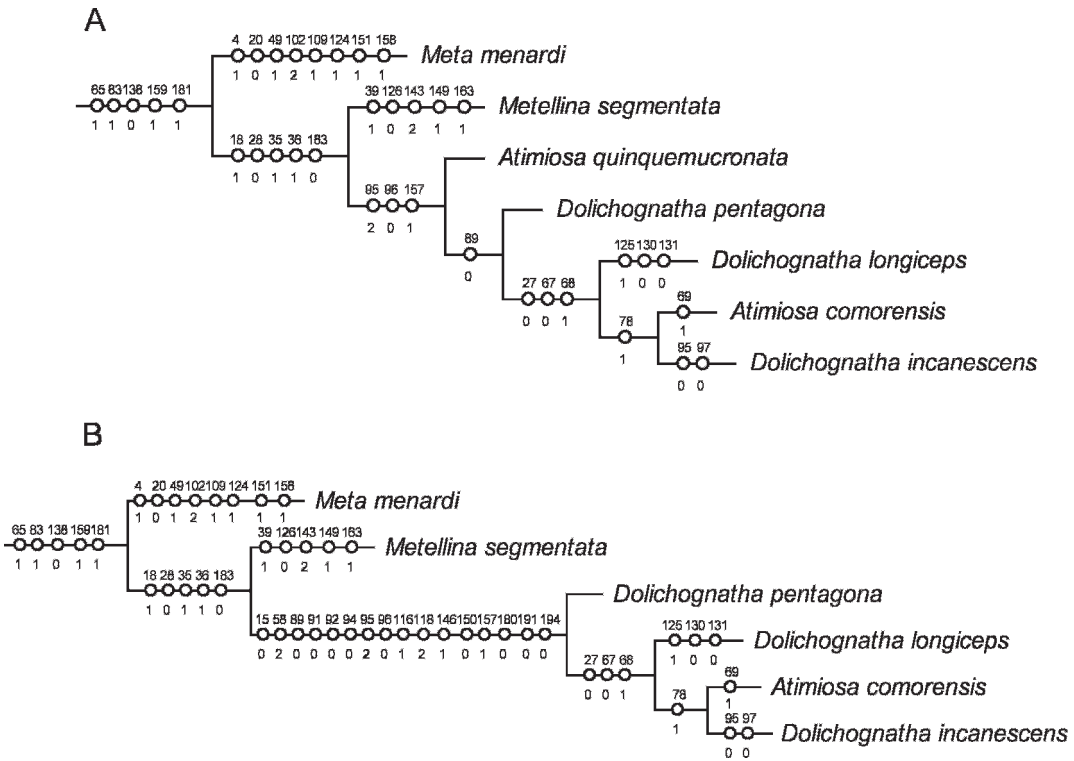 A
4 20 49 102 109 124 151 158
Meta menardi
1 0 1 2 1 1 1 1
65 83 138 159 181
1 1 0 1 1
39 126 143 149 163
Metellina segmentata
1 0 2 1 1
18 28 35 36 183
1 0 1 1 0
Atimiosa quinquemucronata
95 96 157
2 0 1
Dolichognatha pentagona
89
0
125 130 131
Dolichognatha longiceps
1 0 0
27 67 68
0 0 1
69
Atimiosa comorensis
1
78
1
95 97
Dolichognatha incanescens
0 0
B
4 20 49 102 109 124 151 158
Meta menardi
1 0 1 2 1 1 1 1
65 83 138 159 181
1 1 0 1 1
39 126 143 149 163
Metellina segmentata
1 0 2 1 1
18 28 35 36 183
1 0 1 1 0
Dolichognatha pentagona
15 58 89 91 92 94 95 96 116 118 146 150 157 180 191 194
0 2 0 0 0 0 2 0 1 2 1 0 1 0 0 0
125 130 131
Dolichognatha longiceps
1 0 0
27 67 68
0 0 1
69
Atimiosa comorensis
1
78
1
95 97
Dolichognatha incanescens
0 0